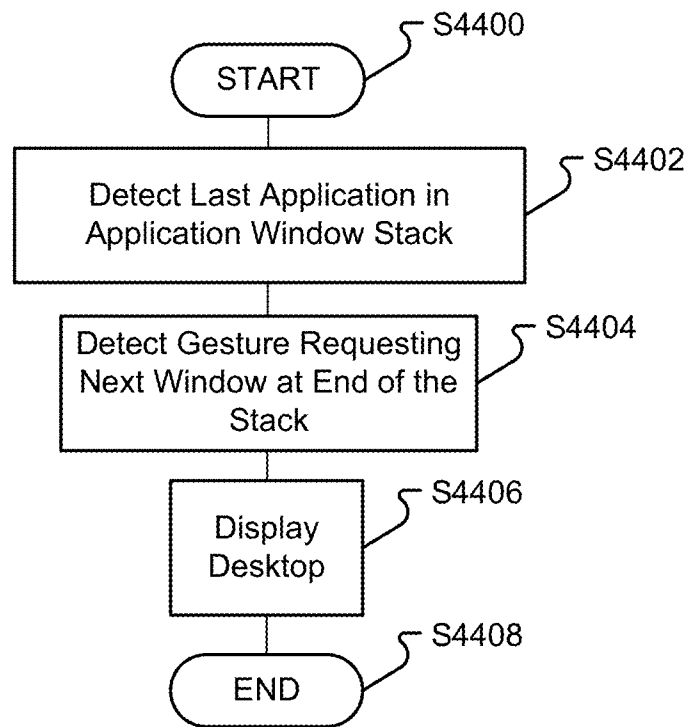 S4400
START
S4402
Detect Last Application in
Application Window Stack
S4404
Detect Gesture Requesting
Next Window at End of the
Stack
S4406
Display
Desktop
S4408
END